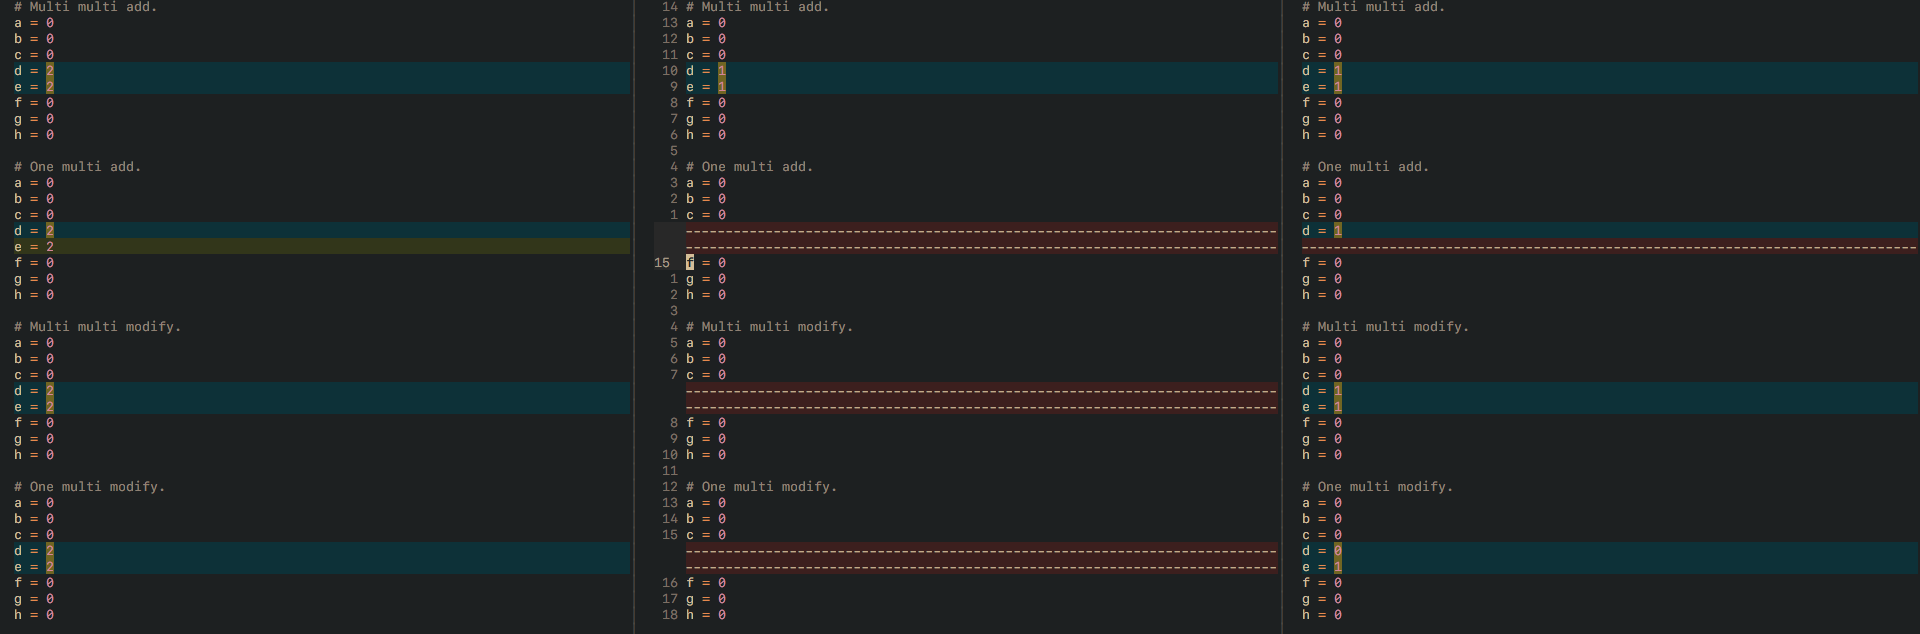 # Multi multi add.
a = 0
b = 0
c = 0
d = 2
e = 2
f = 0
g = 0
h = 0
# One multi add.
a = 0
b = 0
c = 0
d = 2
e = 2
f = 0
g = 0
h = 0
# Multi multi modify.
a = 0
b = 0
c = 0
d = 2
e = 2
f = 0
g = 0
h = 0
# One multi modify.
a = 0
b = 0
c = 0
d = 2
e = 2
f = 0
g = 0
h = 0
14 # Multi multi add.
13 a = 0
12 b = 0
11 c = 0
10 d = 1
9 e = 1
8 f = 0
7 g = 0
6 h = 0
5
4 # One multi add.
3 a = 0
2 b = 0
1 c = 0
15 f = 0
1 g = 0
2 h = 0
3
4 # Multi multi modify.
5 a = 0
6 b = 0
7 c = 0
8 f = 0
9 g = 0
10 h = 0
11
12 # One multi modify.
13 a = 0
14 b = 0
15 c = 0
16 f = 0
17 g = 0
18 h = 0
# Multi multi add.
a = 0
b = 0
c = 0
d = 1
e = 1
f = 0
g = 0
h = 0
# One multi add.
a = 0
b = 0
c = 0
d = 1
f = 0
g = 0
h = 0
# Multi multi modify.
a = 0
b = 0
c = 0
d = 1
e = 1
f = 0
g = 0
h = 0
# One multi modify.
a = 0
b = 0
c = 0
d = 0
e = 1
f = 0
g = 0
h = 0